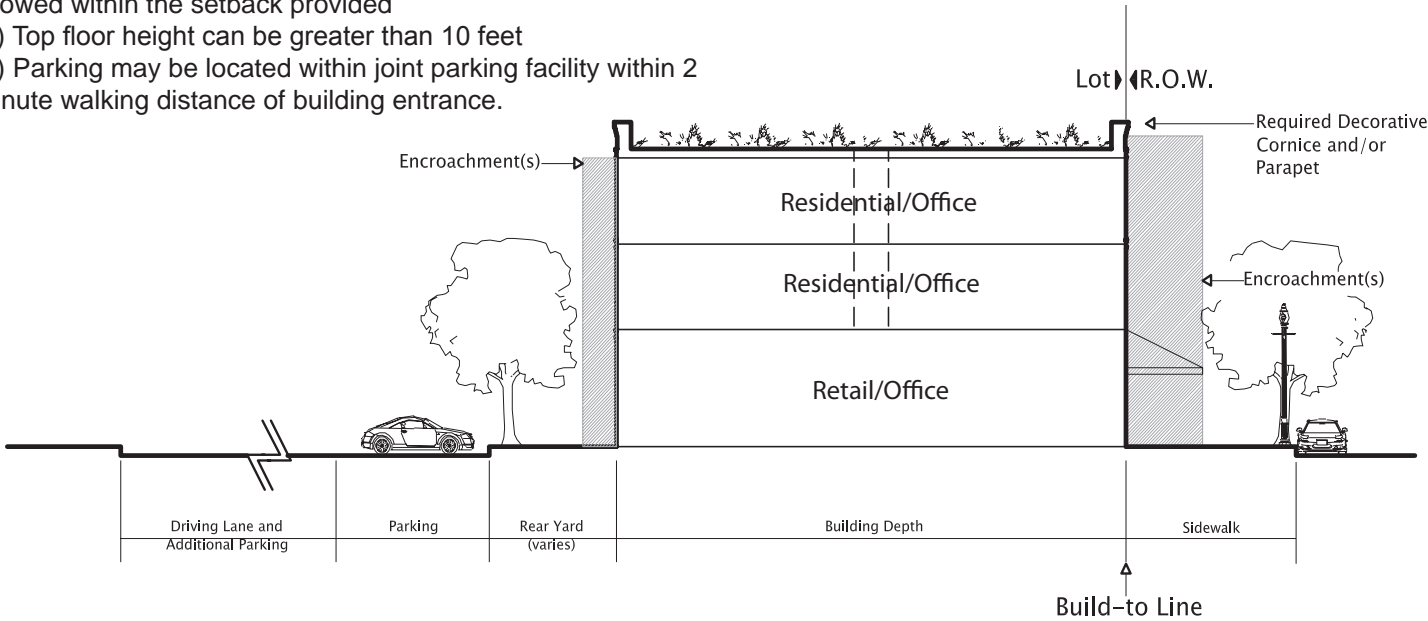 owed within the setback provided
) Top floor height can be greater than 10 feet
) Parking may be located within joint parking facility within 2
nute walking distance of building entrance.
Lot R.O.W.
Required Decorative
Cornice and/or
Parapet
Encroachment(s)
Residential/Office
Residential/Office
Encroachment(s)
Retail/Office
Driving Lane and
Additional Parking
Parking
Rear Yard
(varies)
Building Depth
Sidewalk
Build-to Line